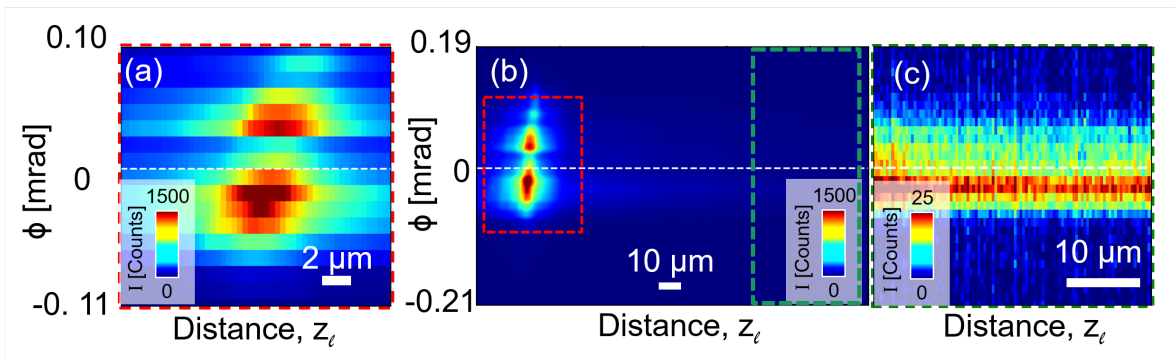 0.10
(a)
ϕ [mrad]
0
-0. 11
1500
I [Counts]
0
2 μm
Distance, zℓ
0.19
(b)
ϕ [mrad]
0
-0.21
10 μm
1500
I [Counts]
0
Distance, zℓ
(c)
25
I [Counts]
0
10 μm
Distance, zℓ